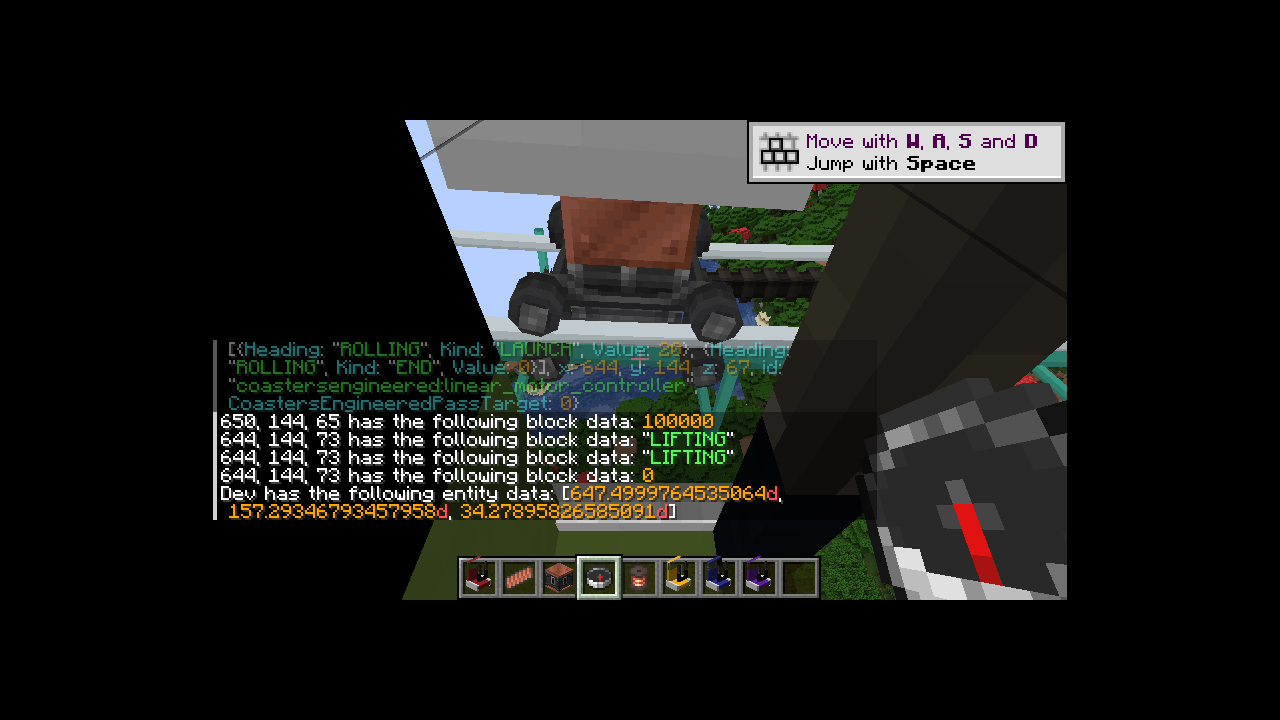 Move with W, A, S and D
Jump with Space
[{Heading: "ROLLING", Kind: "LAUNCH", Value: 20}, {Heading:
"ROLLING", Kind: "END", Value: 0}], x: 644, y: 144, z: 67, id:
"coastersengineered:linear_motor_controller",
CoastersEngineeredPassTarget: 0}
650, 144, 65 has the following block data: 100000
644, 144, 73 has the following block data: "LIFTING"
644, 144, 73 has the following block data: "LIFTING"
644, 144, 73 has the following block data: 0
Dev has the following entity data: [647.4999764535064d,
157.29346793457958d, 34.27895826585091d]